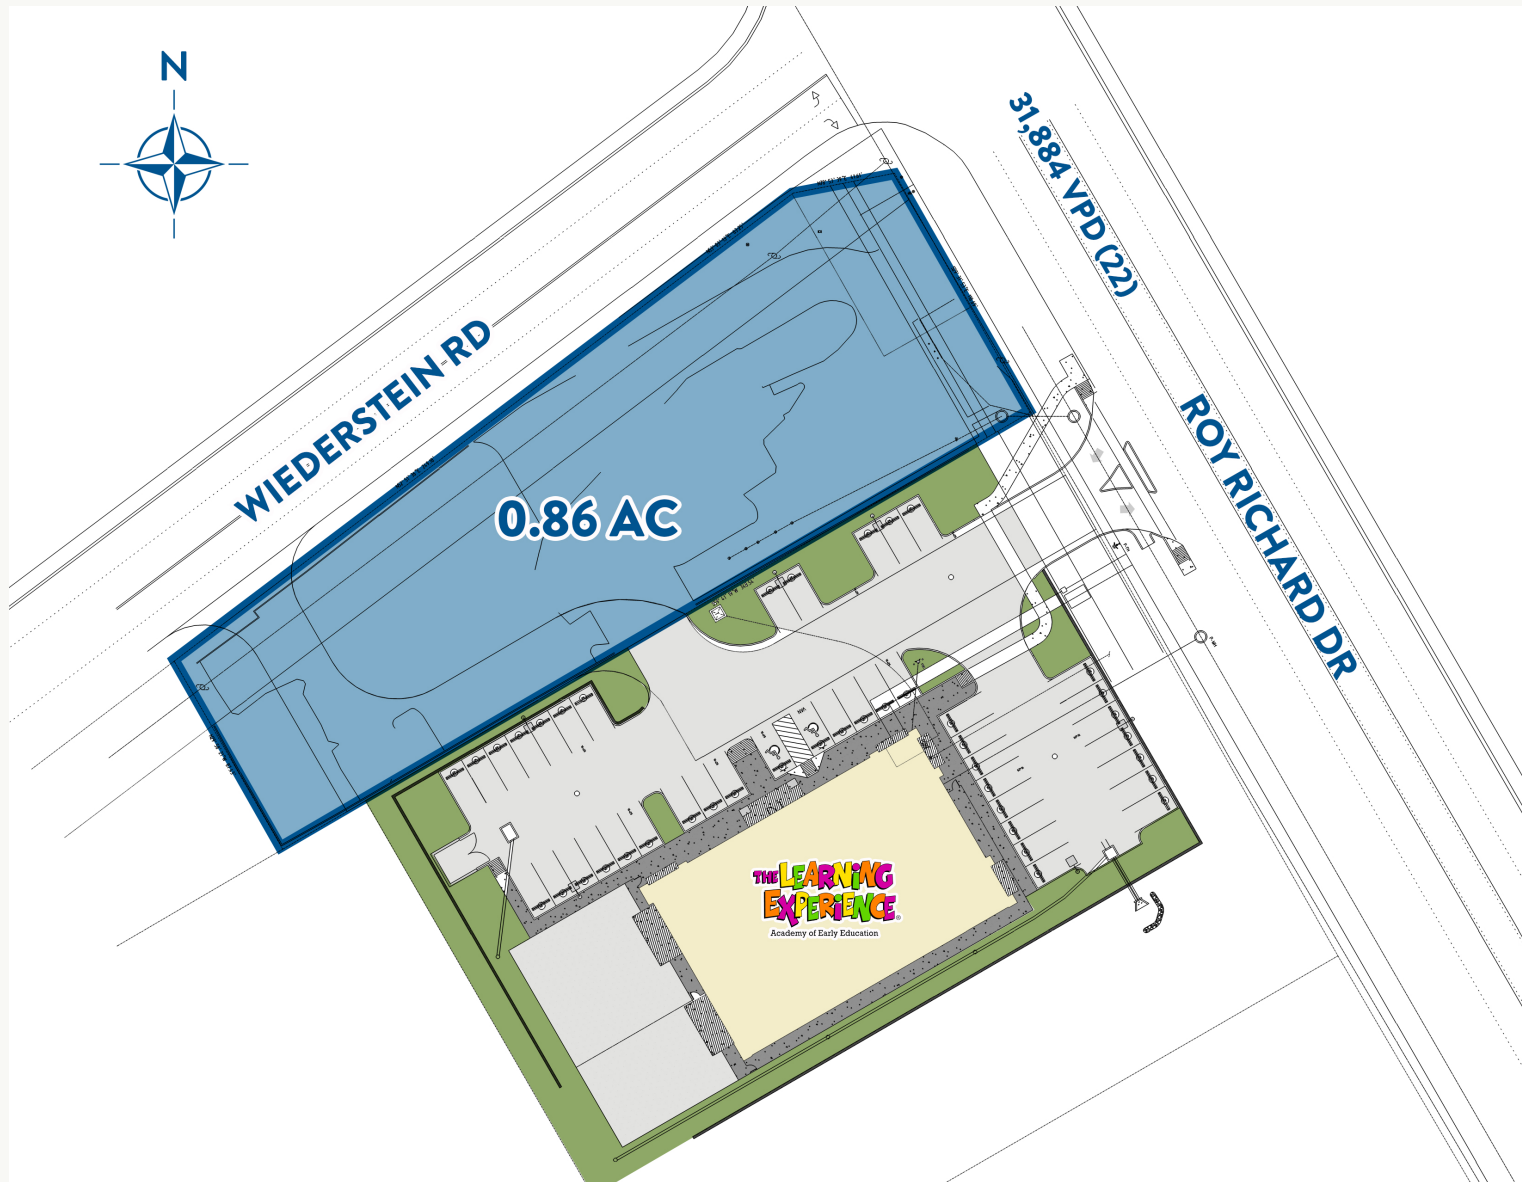 N
31,884 VPD (22)
WIEDERSTEIN RD
ROY RICHARD DR
0.86 AC
THE LEARNING
EXPERIENCE®
Academy of Early Education